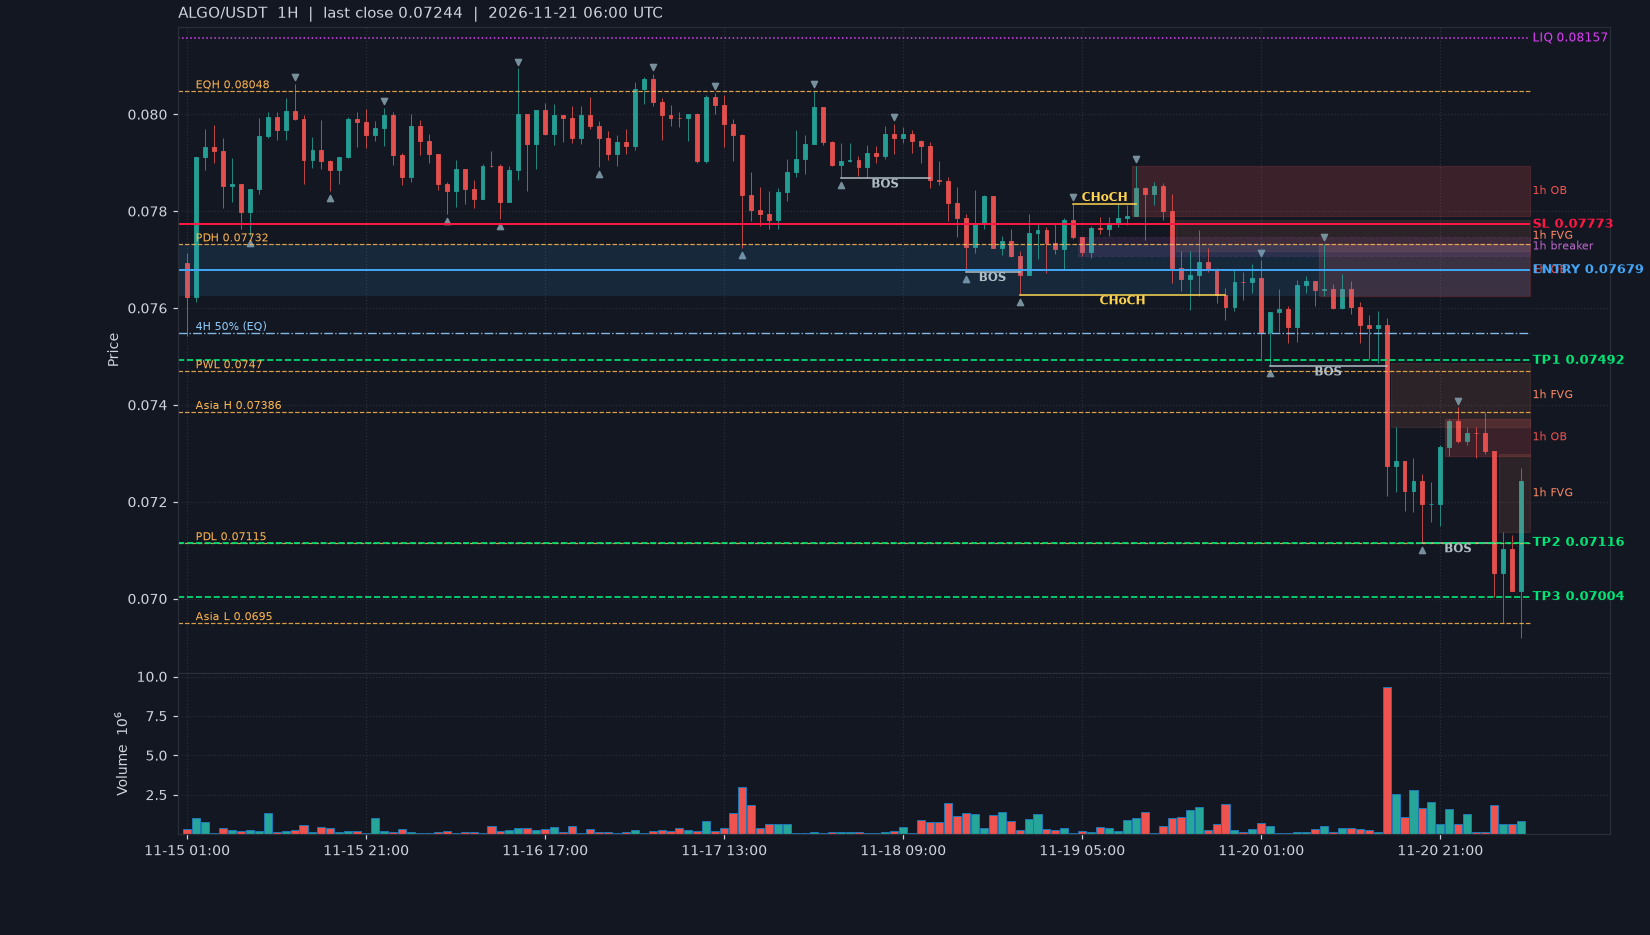 ALGO/USDT 1H | last close 0.07244 | 2026-11-21 06:00 UTC
LIQ 0.08157
EQH 0.08048
0.080
BOS
CHoCH
1h OB
0.078
SL 0.07773
PDH 0.07732
1h FVG
1h breaker
ENTRY 0.07679
BOS
CHoCH
0.076
4H 50% (EQ)
Price
TP1 0.07492
PWL 0.0747
BOS
1h FVG
0.074
Asia H 0.07386
1h OB
0.072
1h FVG
PDL 0.07115
TP2 0.07116
BOS
0.070
TP3 0.07004
Asia L 0.0695
10.0
7.5
5.0
2.5
Volume 10⁶
11-15 01:00
11-15 21:00
11-16 17:00
11-17 13:00
11-18 09:00
11-19 05:00
11-20 01:00
11-20 21:00